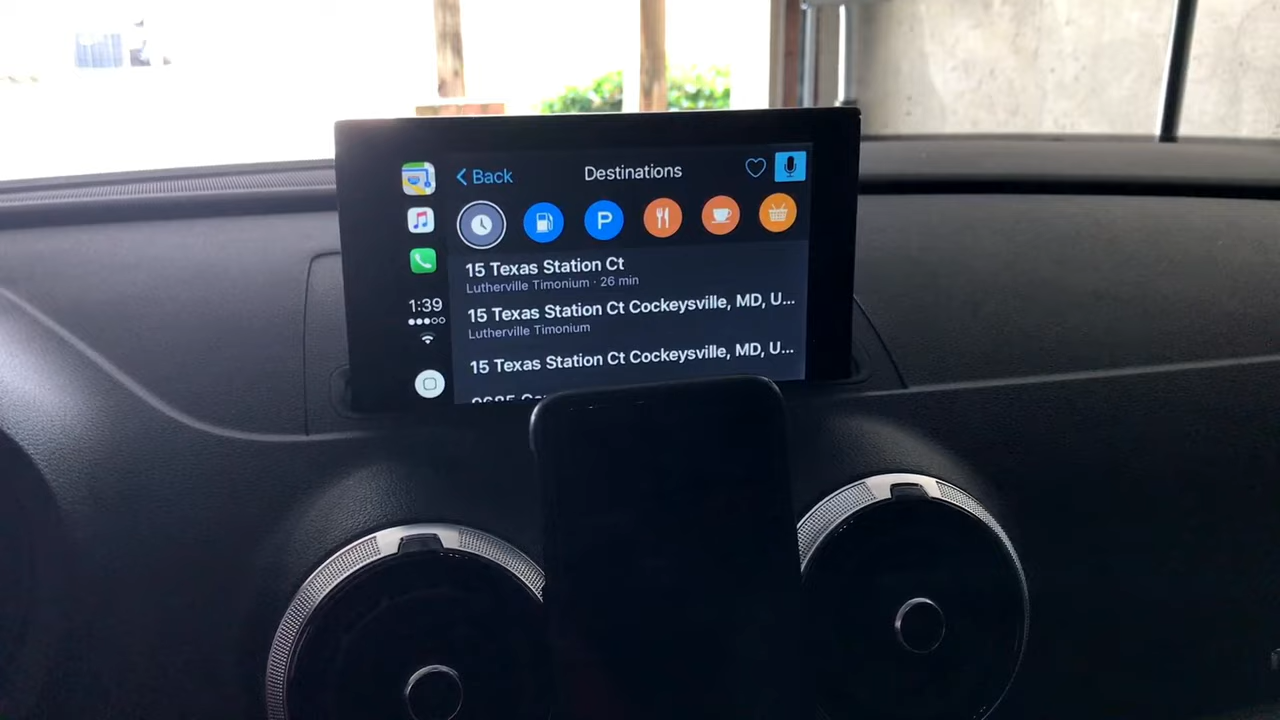 Back
Destinations
P
15 Texas Station Ct
Lutherville Timonium · 26 min
1:39
15 Texas Station Ct Cockeysville, MD, U...
Lutherville Timonium
15 Texas Station Ct Cockeysville, MD, U...